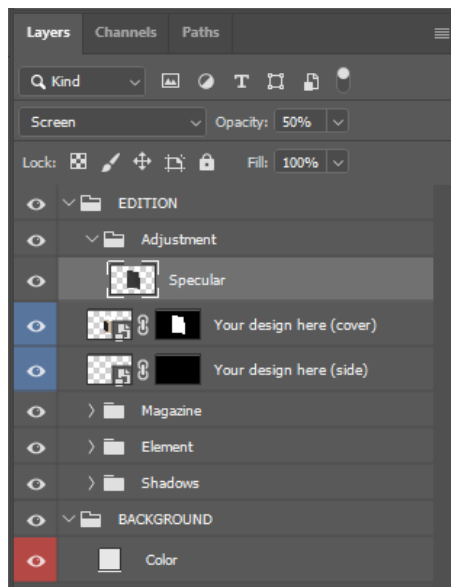 Layers Channels Paths
Kind T
Screen Opacity: 50%
Lock: Fill: 100%
EDITION
Adjustment
Specular
Your design here (cover)
Your design here (side)
Magazine
Element
Shadows
BACKGROUND
Color